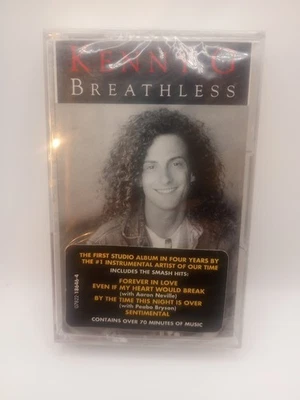 KENNY G
BREATHLESS
THE FIRST STUDIO ALBUM IN FOUR YEARS BY
THE #1 INSTRUMENTAL ARTIST OF OUR TIME
INCLUDES THE SMASH HITS:
FOREVER IN LOVE
EVEN IF MY HEART WOULD BREAK
(with Aaron Neville)
BY THE TIME THIS NIGHT IS OVER
(with Peabo Bryson)
SENTIMENTAL
CONTAINS OVER 70 MINUTES OF MUSIC
18646-4